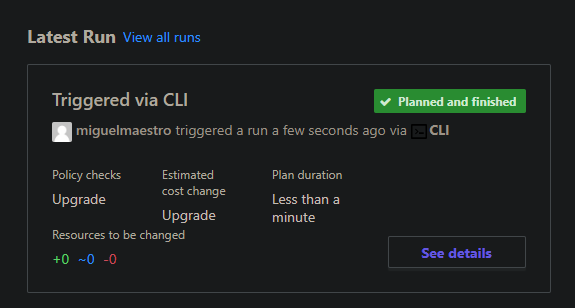 Latest Run View all runs
Triggered via CLI
Planned and finished
miguelmaestro triggered a run a few seconds ago via CLI
Policy checks
Upgrade
Estimated
cost change
Upgrade
Plan duration
Less than a
minute
Resources to be changed
+0 ~0 -0
See details